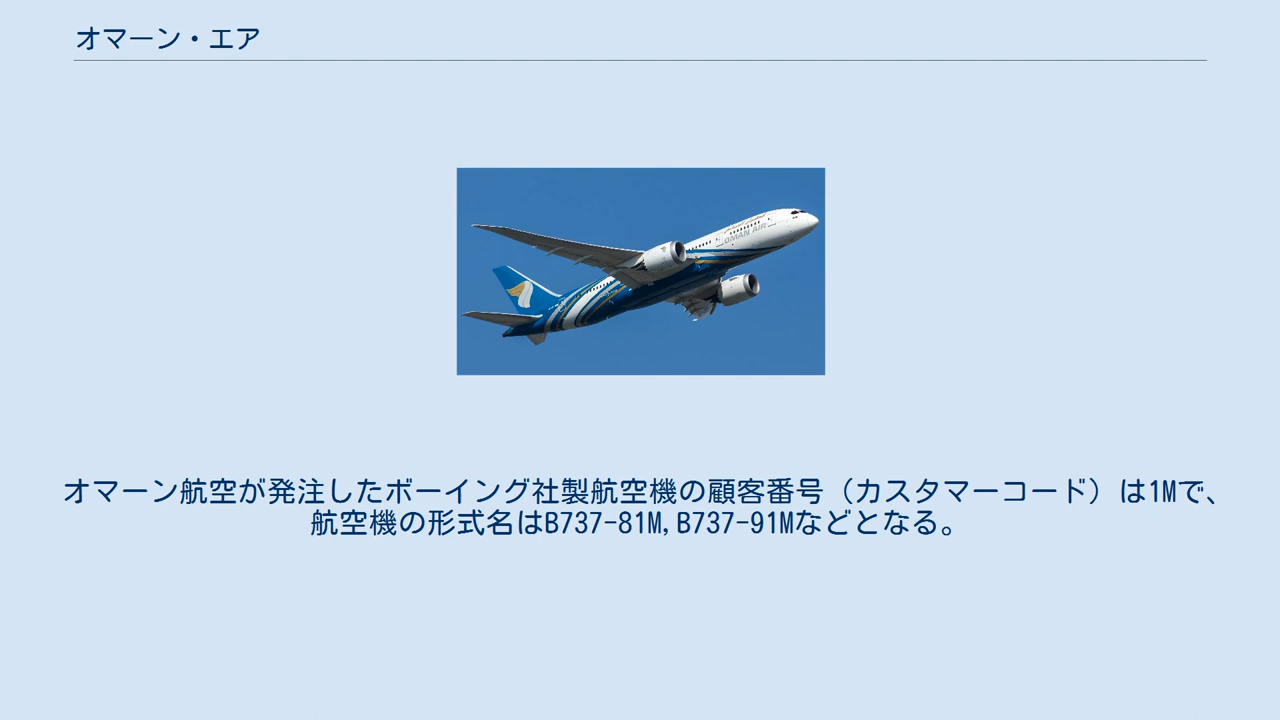 オマーン・エア
OMAN AIR
オマーン航空が発注したボーイング社製航空機の顧客番号（カスタマーコード）は1Mで、
航空機の形式名はB737-81M,B737-91Mなどとなる。